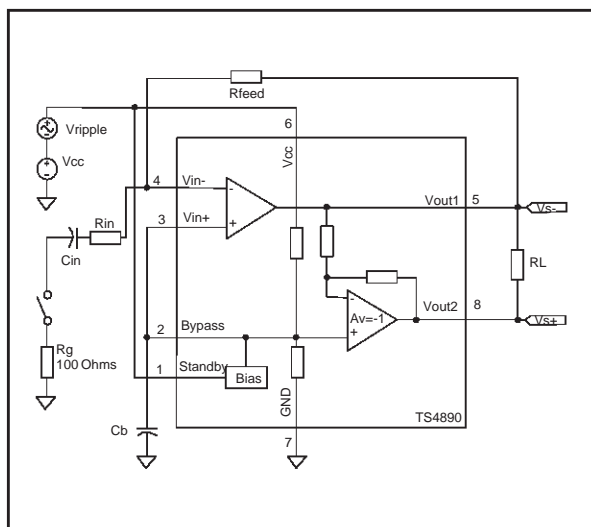 Rfeed
Vripple
6
Vcc
Vcc
4
Vin-
-
Vout1
5
Vs-
Rin
3
Vin+
+
Cin
RL
-
Vout2
8
Av=-1
Vs+
2
Bypass
+
Rg
100 Ohms
1
Standby
Bias
GND
Cb
TS4890
7